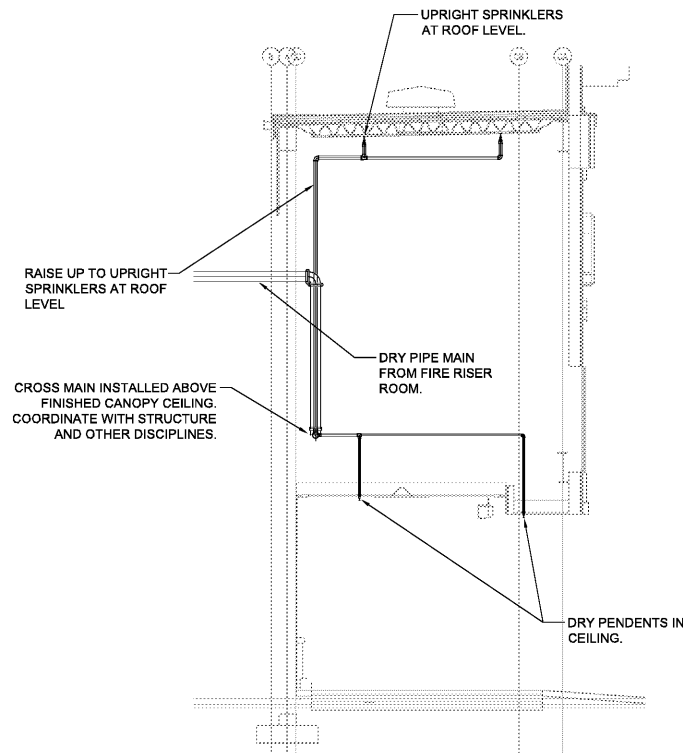 UPRIGHT SPRINKLERS
AT ROOF LEVEL.
RAISE UP TO UPRIGHT
SPRINKLERS AT ROOF
LEVEL
DRY PIPE MAIN
FROM FIRE RISER
ROOM.
CROSS MAIN INSTALLED ABOVE
FINISHED CANOPY CEILING.
COORDINATE WITH STRUCTURE
AND OTHER DISCIPLINES.
DRY PENDENTS IN
CEILING.